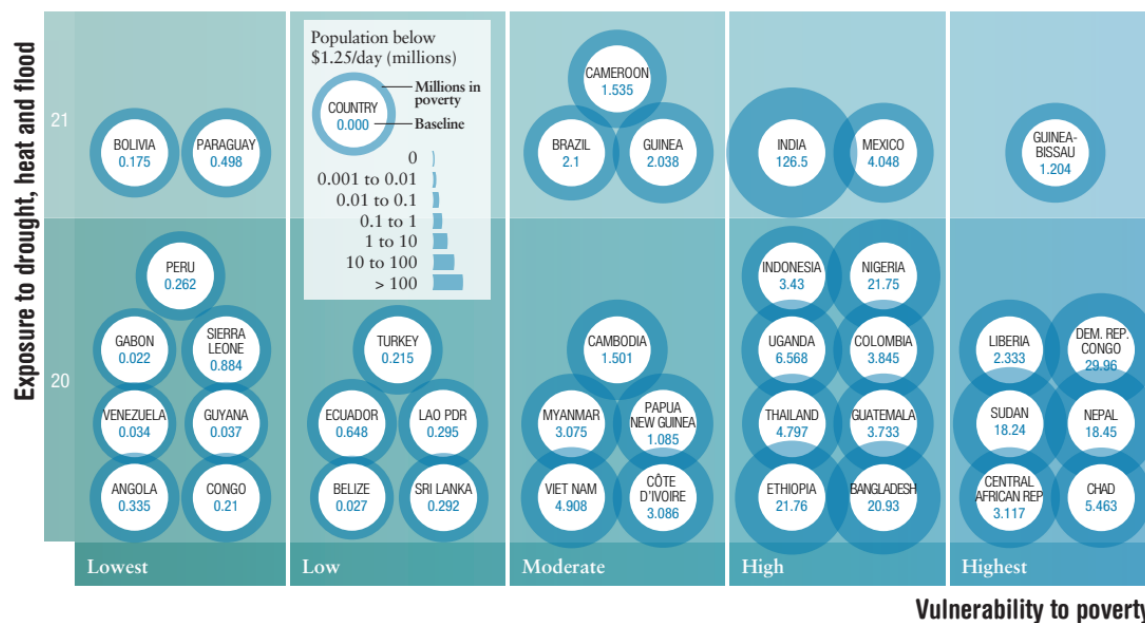 Exposure to drought, heat and flood
21
20
Population below
$1.25/day (millions)
COUNTRY
0.000
Millions in
poverty
Baseline
0
0.001 to 0.01
0.01 to 0.1
0.1 to 1
1 to 10
10 to 100
> 100
BOLIVIA
0.175
PARAGUAY
0.498
CAMEROON
1.535
BRAZIL
2.1
GUINEA
2.038
INDIA
126.5
MEXICO
4.048
GUINEA-
BISSAU
1.204
PERU
0.262
GABON
0.022
SIERRA
LEONE
0.884
VENEZUELA
0.034
GUYANA
0.037
ANGOLA
0.335
CONGO
0.21
TURKEY
0.215
ECUADOR
0.648
LAO PDR
0.295
BELIZE
0.027
SRI LANKA
0.292
CAMBODIA
1.501
MYANMAR
3.075
PAPUA
NEW GUINEA
1.085
VIET NAM
4.908
CÔTE
D'IVOIRE
3.086
INDONESIA
3.43
NIGERIA
21.75
UGANDA
6.568
COLOMBIA
3.845
THAILAND
4.797
GUATEMALA
3.733
ETHIOPIA
21.76
BANGLADESH
20.93
LIBERIA
2.333
DEM. REP.
CONGO
29.96
SUDAN
18.24
NEPAL
18.45
CENTRAL
AFRICAN REP
3.117
CHAD
5.463
Lowest
Low
Moderate
High
Highest
Vulnerability to poverty